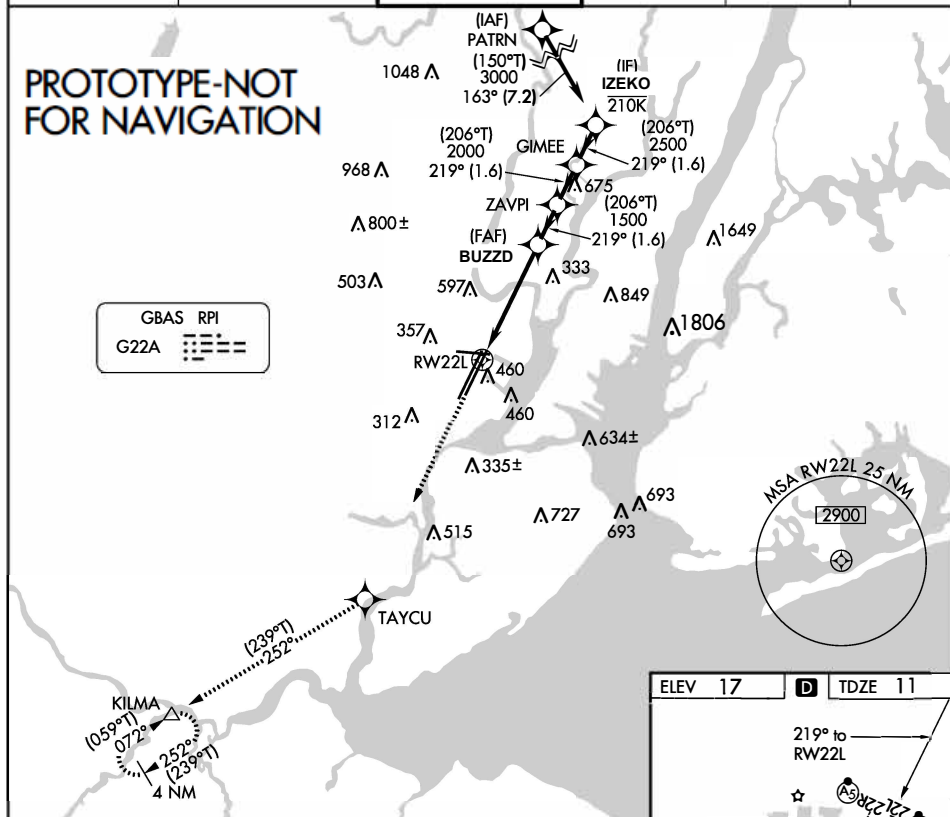 (IAF)
PATRN
(150°T)
3000
163° (7.2)
PROTOTYPE-NOT
FOR NAVIGATION
1048
(IF)
IZEKO
210K
(206°T)
2500
219° (1.6)
(206°T)
2000
219° (1.6)
GIMEE
968
675
ZAVPI
(206°T)
1500
219° (1.6)
800±
(FAF)
BUZZD
1649
503
597
333
849
GBAS RPI
G22A
357
1806
RW22L
460
460
312
634±
335±
MSA RW22L 25 NM
2900
727
693
693
515
TAYCU
(239°T)
252°
KILMA
(059°T)
072°
252°
(239°T)
4 NM
ELEV 17
D
TDZE 11
219° to
RW22L
A5
22L22R